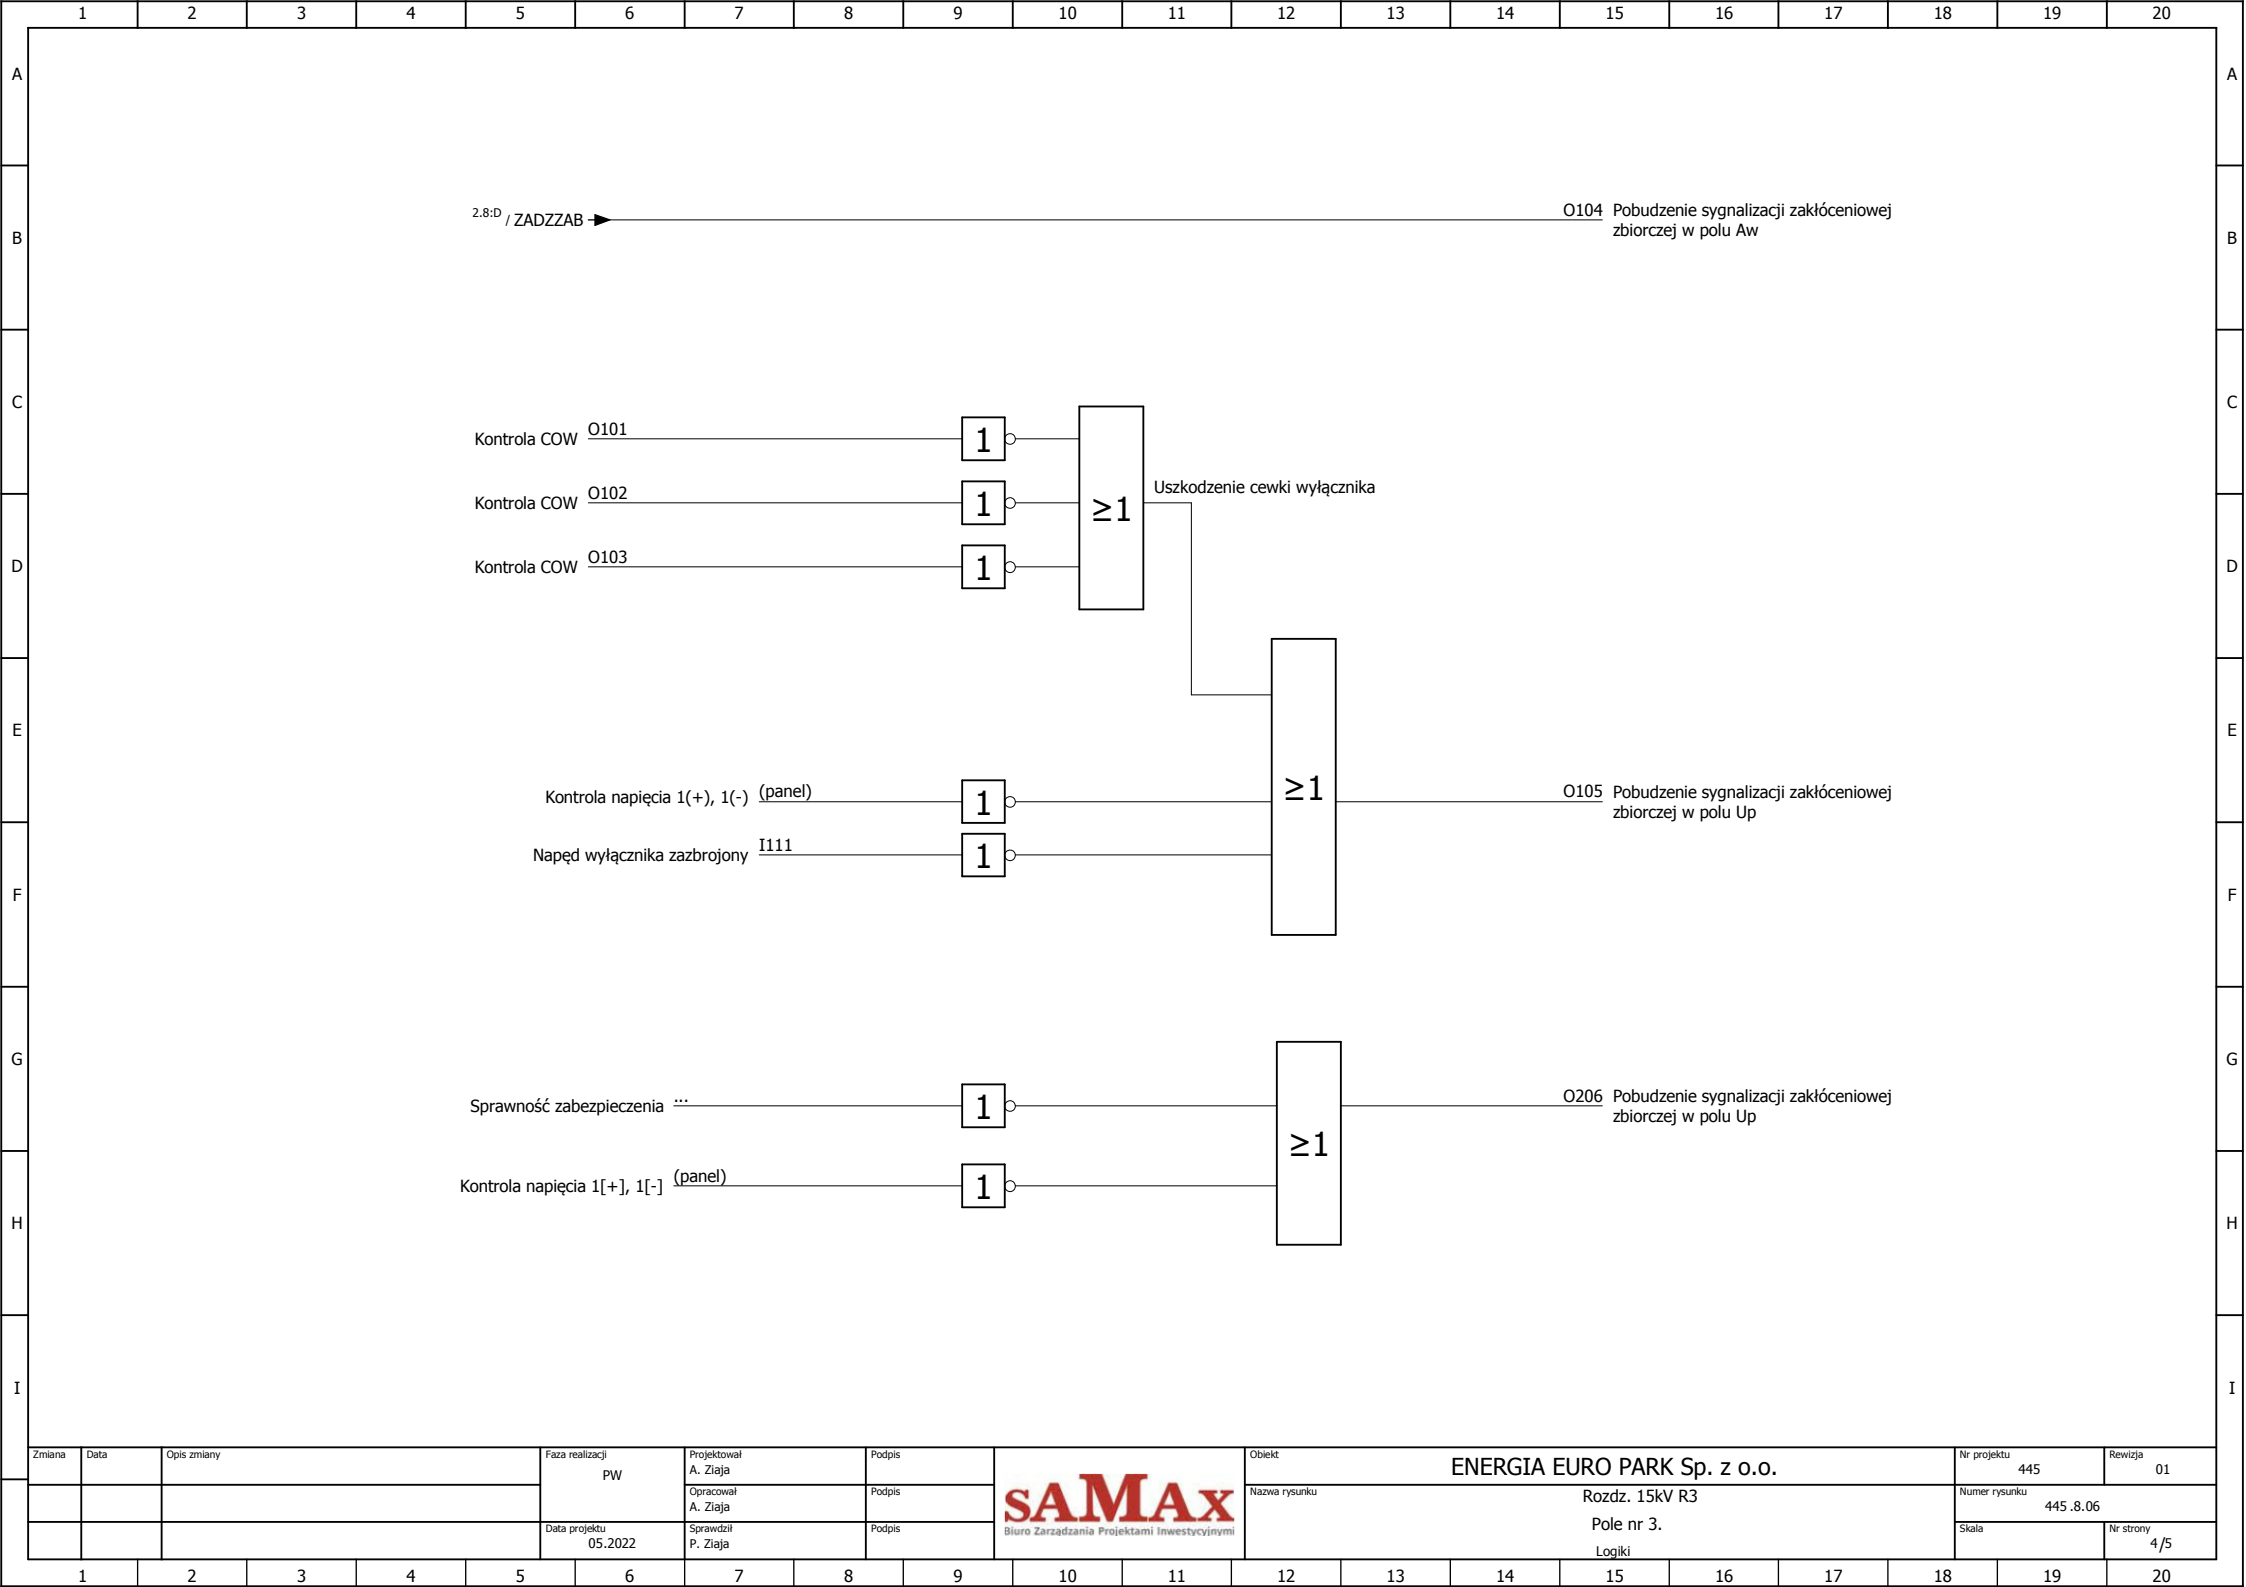 1 2 3 4 5 6 7 8 9 10 11 12 13 14 15 16 17 18 19 20
A A
B B
C C
D D
E E
F F
G G
H H
I I
2.8:D / ZADZZAB
O104 Pobudzenie sygnalizacji zakłóceniowej
zbiorczej w polu Aw
Kontrola COW O101 1
Kontrola COW O102 1
Kontrola COW O103 1
≥1
Uszkodzenie cewki wyłącznika
Kontrola napięcia 1(+), 1(-) (panel) 1
Napęd wyłącznika zazbrojony I111 1
≥1
O105 Pobudzenie sygnalizacji zakłóceniowej
zbiorczej w polu Up
Sprawność zabezpieczenia ... 1
Kontrola napięcia 1[+], 1[-] (panel) 1
≥1
O206 Pobudzenie sygnalizacji zakłóceniowej
zbiorczej w polu Up
Zmiana Data Opis zmiany
Faza realizacji
PW
Data projektu
05.2022
Projektował
A. Ziaja
Podpis
Opracował
A. Ziaja
Podpis
Sprawdził
P. Ziaja
Podpis
SAMAX
Biuro Zarządzania Projektami Inwestycyjnymi
Obiekt
ENERGIA EURO PARK Sp. z o.o.
Nazwa rysunku
Rozdz. 15kV R3
Pole nr 3.
Logiki
Nr projektu
445
Rewizja
01
Numer rysunku
445 .8.06
Skala
Nr strony
4/5
1 2 3 4 5 6 7 8 9 10 11 12 13 14 15 16 17 18 19 20